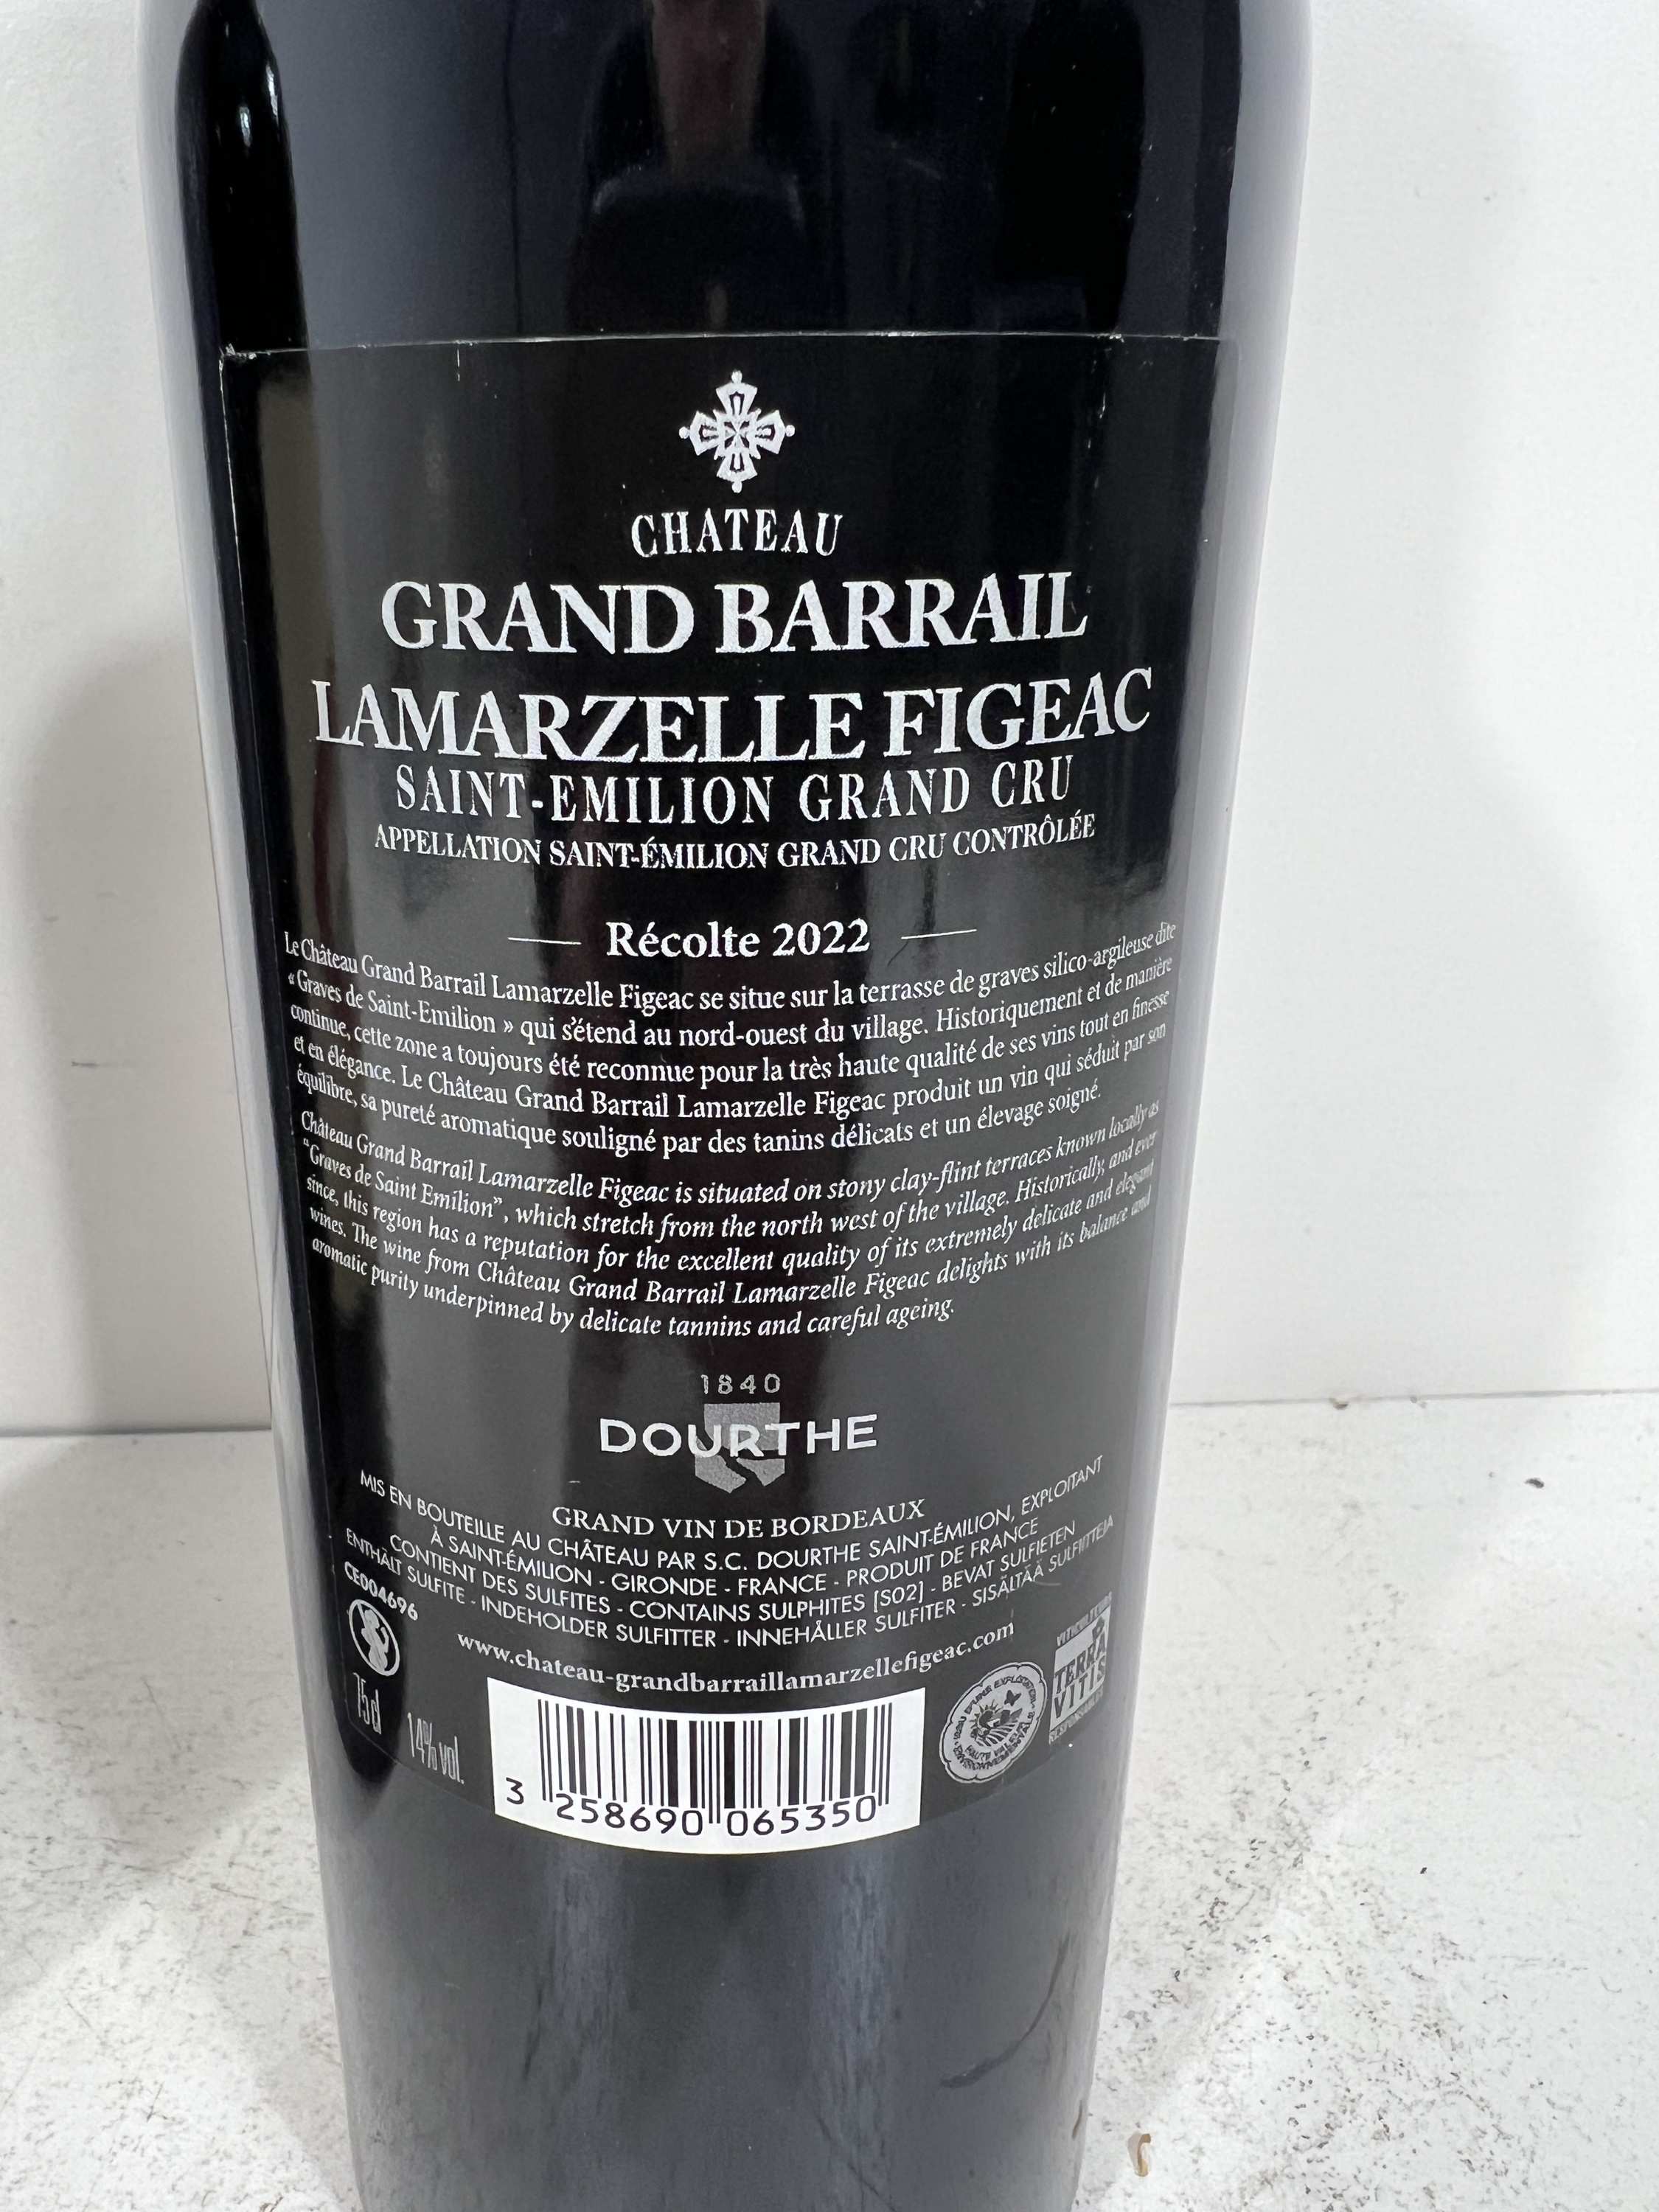 CHATEAU
GRAND BARRAIL
LAMARZELLE FIGEAC
SAINT-EMILION GRAND CRU
APPELLATION SAINT-ÉMILION GRAND CRU CONTRÔLÉE
Récolte 2022
Le Château Grand Barrail Lamarzelle Figeac se situe sur la terrasse de graves silico-argileuse dite
« Graves de Saint-Emilion » qui s'étend au nord-ouest du village. Historiquement et de manière
continue, cette zone a toujours été reconnue pour la très haute qualité de ses vins tout en finesse
et en élégance. Le Château Grand Barrail Lamarzelle Figeac produit un vin qui séduit par son
équilibre, sa pureté aromatique souligné par des tanins délicats et un élevage soigné.
Château Grand Barrail Lamarzelle Figeac is situated on stony clay-flint terraces known locally as
"Graves de Saint Emilion", which stretch from the north west of the village. Historically, and ever
since, this region has a reputation for the excellent quality of its extremely delicate and elegant
wines. The wine from Château Grand Barrail Lamarzelle Figeac delights with its balance and
aromatic purity underpinned by delicate tannins and careful ageing.
1840
DOURTHE
GRAND VIN DE BORDEAUX
MIS EN BOUTEILLE AU CHÂTEAU PAR S.C. DOURTHE SAINT-ÉMILION, EXPLOITANT
À SAINT-ÉMILION - GIRONDE - FRANCE - PRODUIT DE FRANCE
CONTIENT DES SULFITES - CONTAINS SULPHITES [SO2] - BEVAT SULFIETEN
ENTHÄLT SULFITE - INDEHOLDER SULFITTER - INNEHÅLLER SULFITER - SISÄLTÄÄ SULFIITTEJA
CE004696
www.chateau-grandbarraillamarzellefigeac.com
75 cl
14% vol.
3 258690 065350
ISSU D'UNE EXPLOITATION
HAUTE VALEUR
ENVIRONNEMENTALE
VITICULTURE
TERRA
VITIS
RESPONSABLE